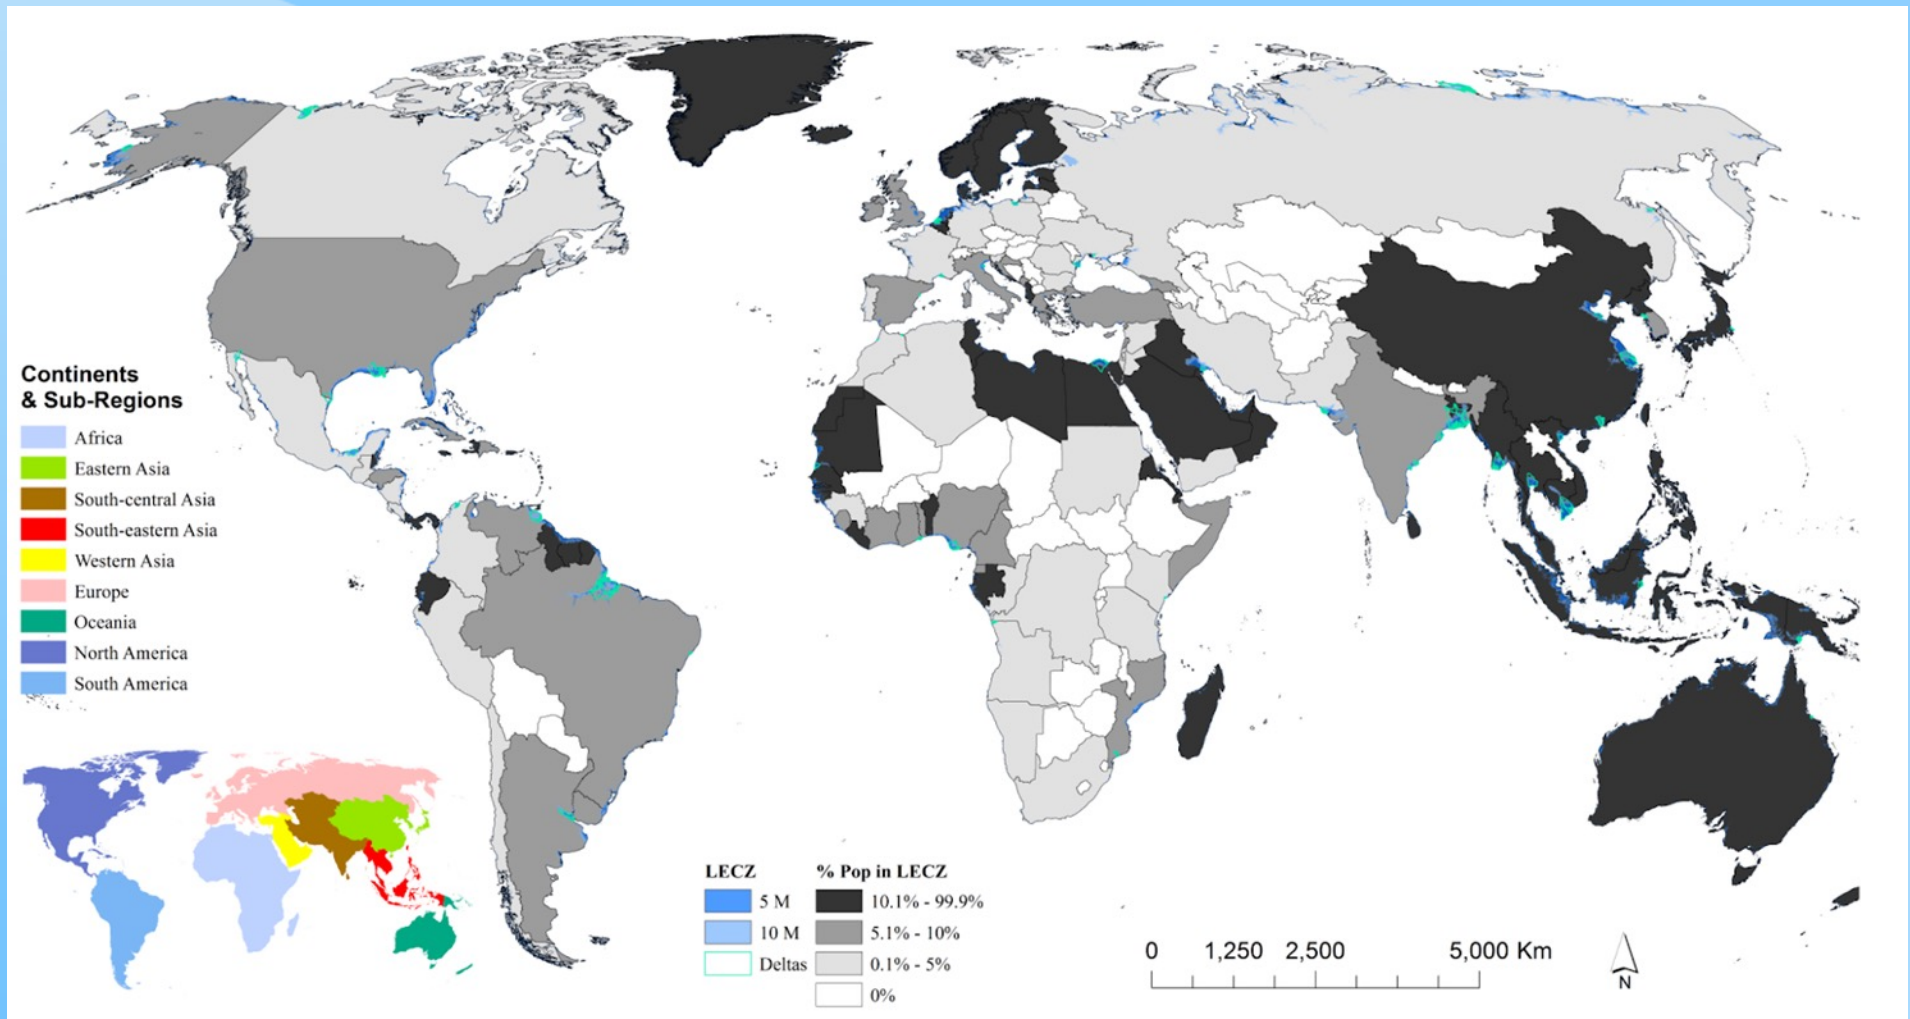 Continents
& Sub-Regions
Africa
Eastern Asia
South-central Asia
South-eastern Asia
Western Asia
Europe
Oceania
North America
South America
LECZ
5 M
10 M
Deltas
% Pop in LECZ
10.1% - 99.9%
5.1% - 10%
0.1% - 5%
0%
0 1,250 2,500 5,000 Km
N